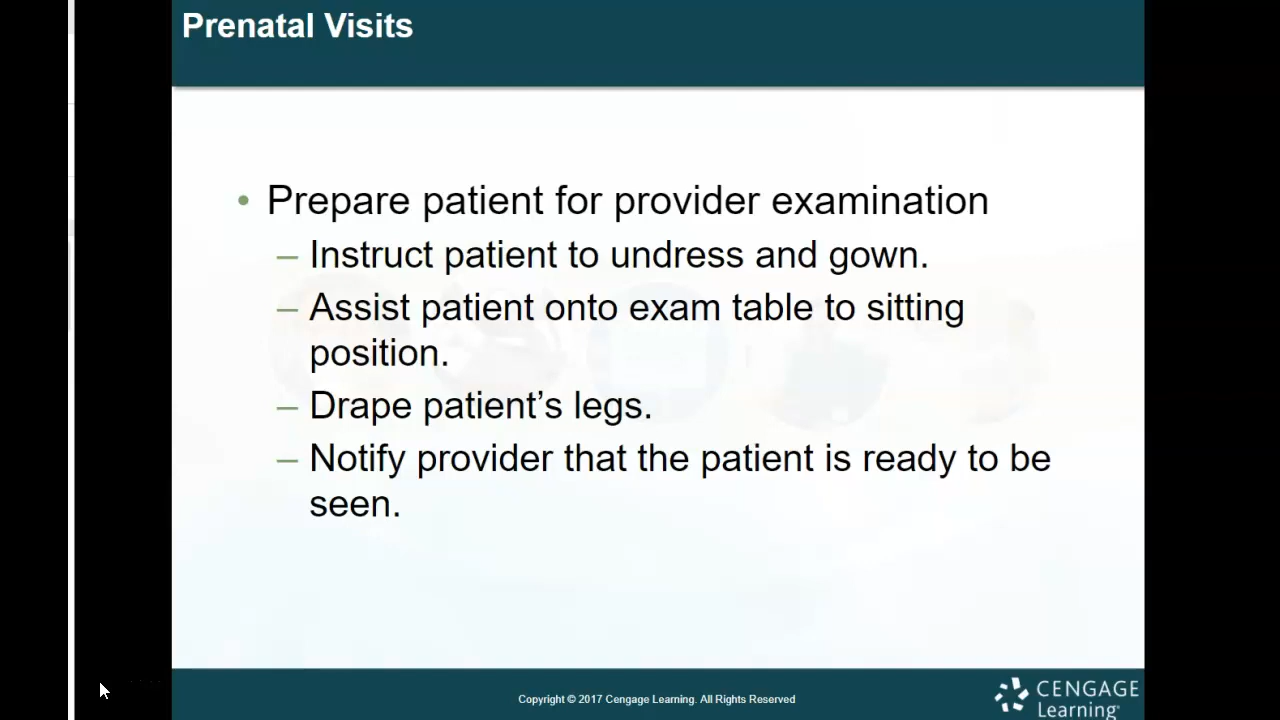 Prenatal Visits
• Prepare patient for provider examination
– Instruct patient to undress and gown.
– Assist patient onto exam table to sitting
position.
– Drape patient’s legs.
– Notify provider that the patient is ready to be
seen.
Copyright © 2017 Cengage Learning. All Rights Reserved
CENGAGE
Learning